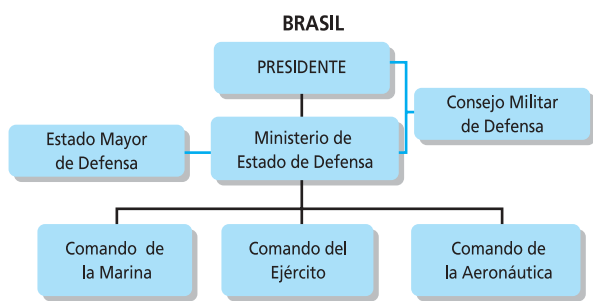 BRASIL
PRESIDENTE
Consejo Militar
de Defensa
Estado Mayor
de Defensa
Ministerio de
Estado de Defensa
Comando de
la Marina
Comando del
Ejército
Comando de
la Aeronáutica